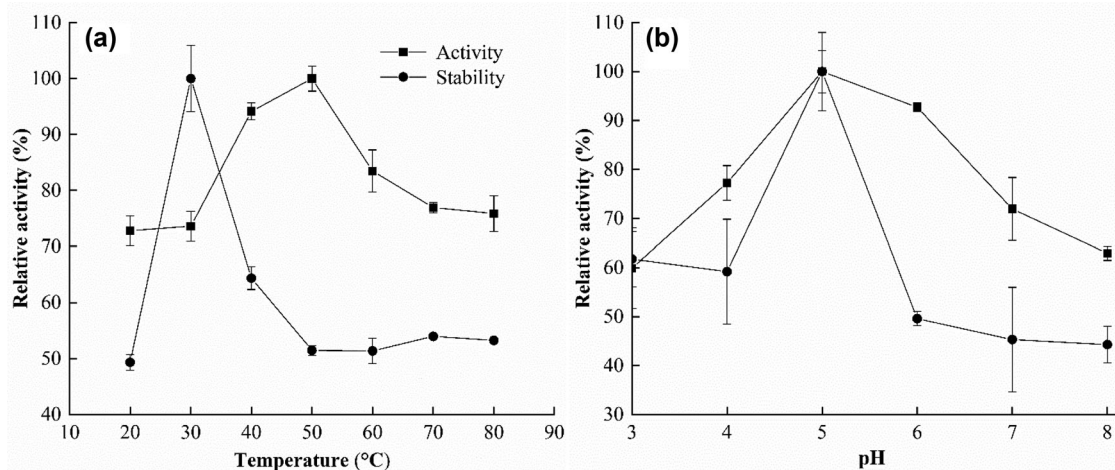 (a)
Activity
Stability
Relative activity (%)
110
100
90
80
70
60
50
40
10 20 30 40 50 60 70 80 90
Temperature (°C)
(b)
Relative activity (%)
110
100
90
80
70
60
50
40
30
3 4 5 6 7 8
pH